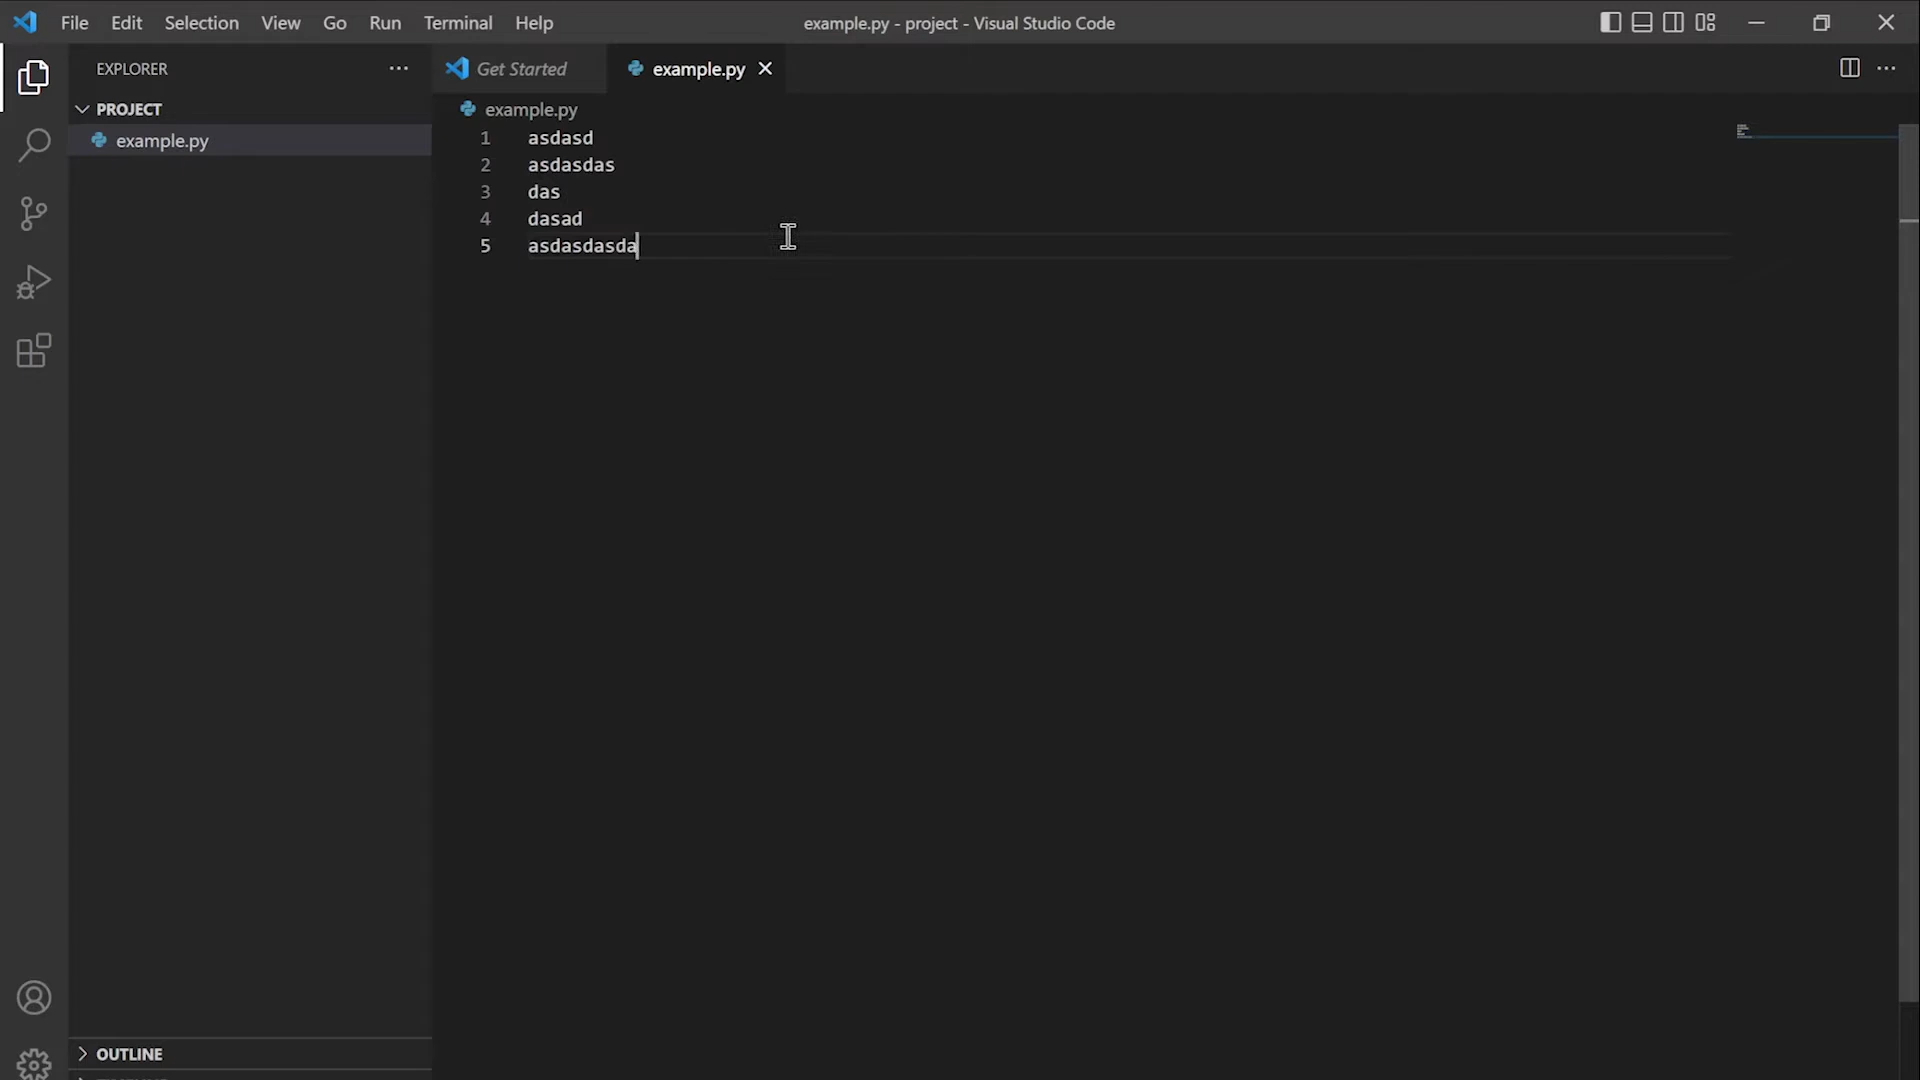 File Edit Selection View Go Run Terminal Help
example.py - project - Visual Studio Code
EXPLORER
PROJECT
example.py
Get Started
example.py
example.py
1 asdasd
2 asdasdas
3 das
4 dasad
5 asdasdasda
OUTLINE